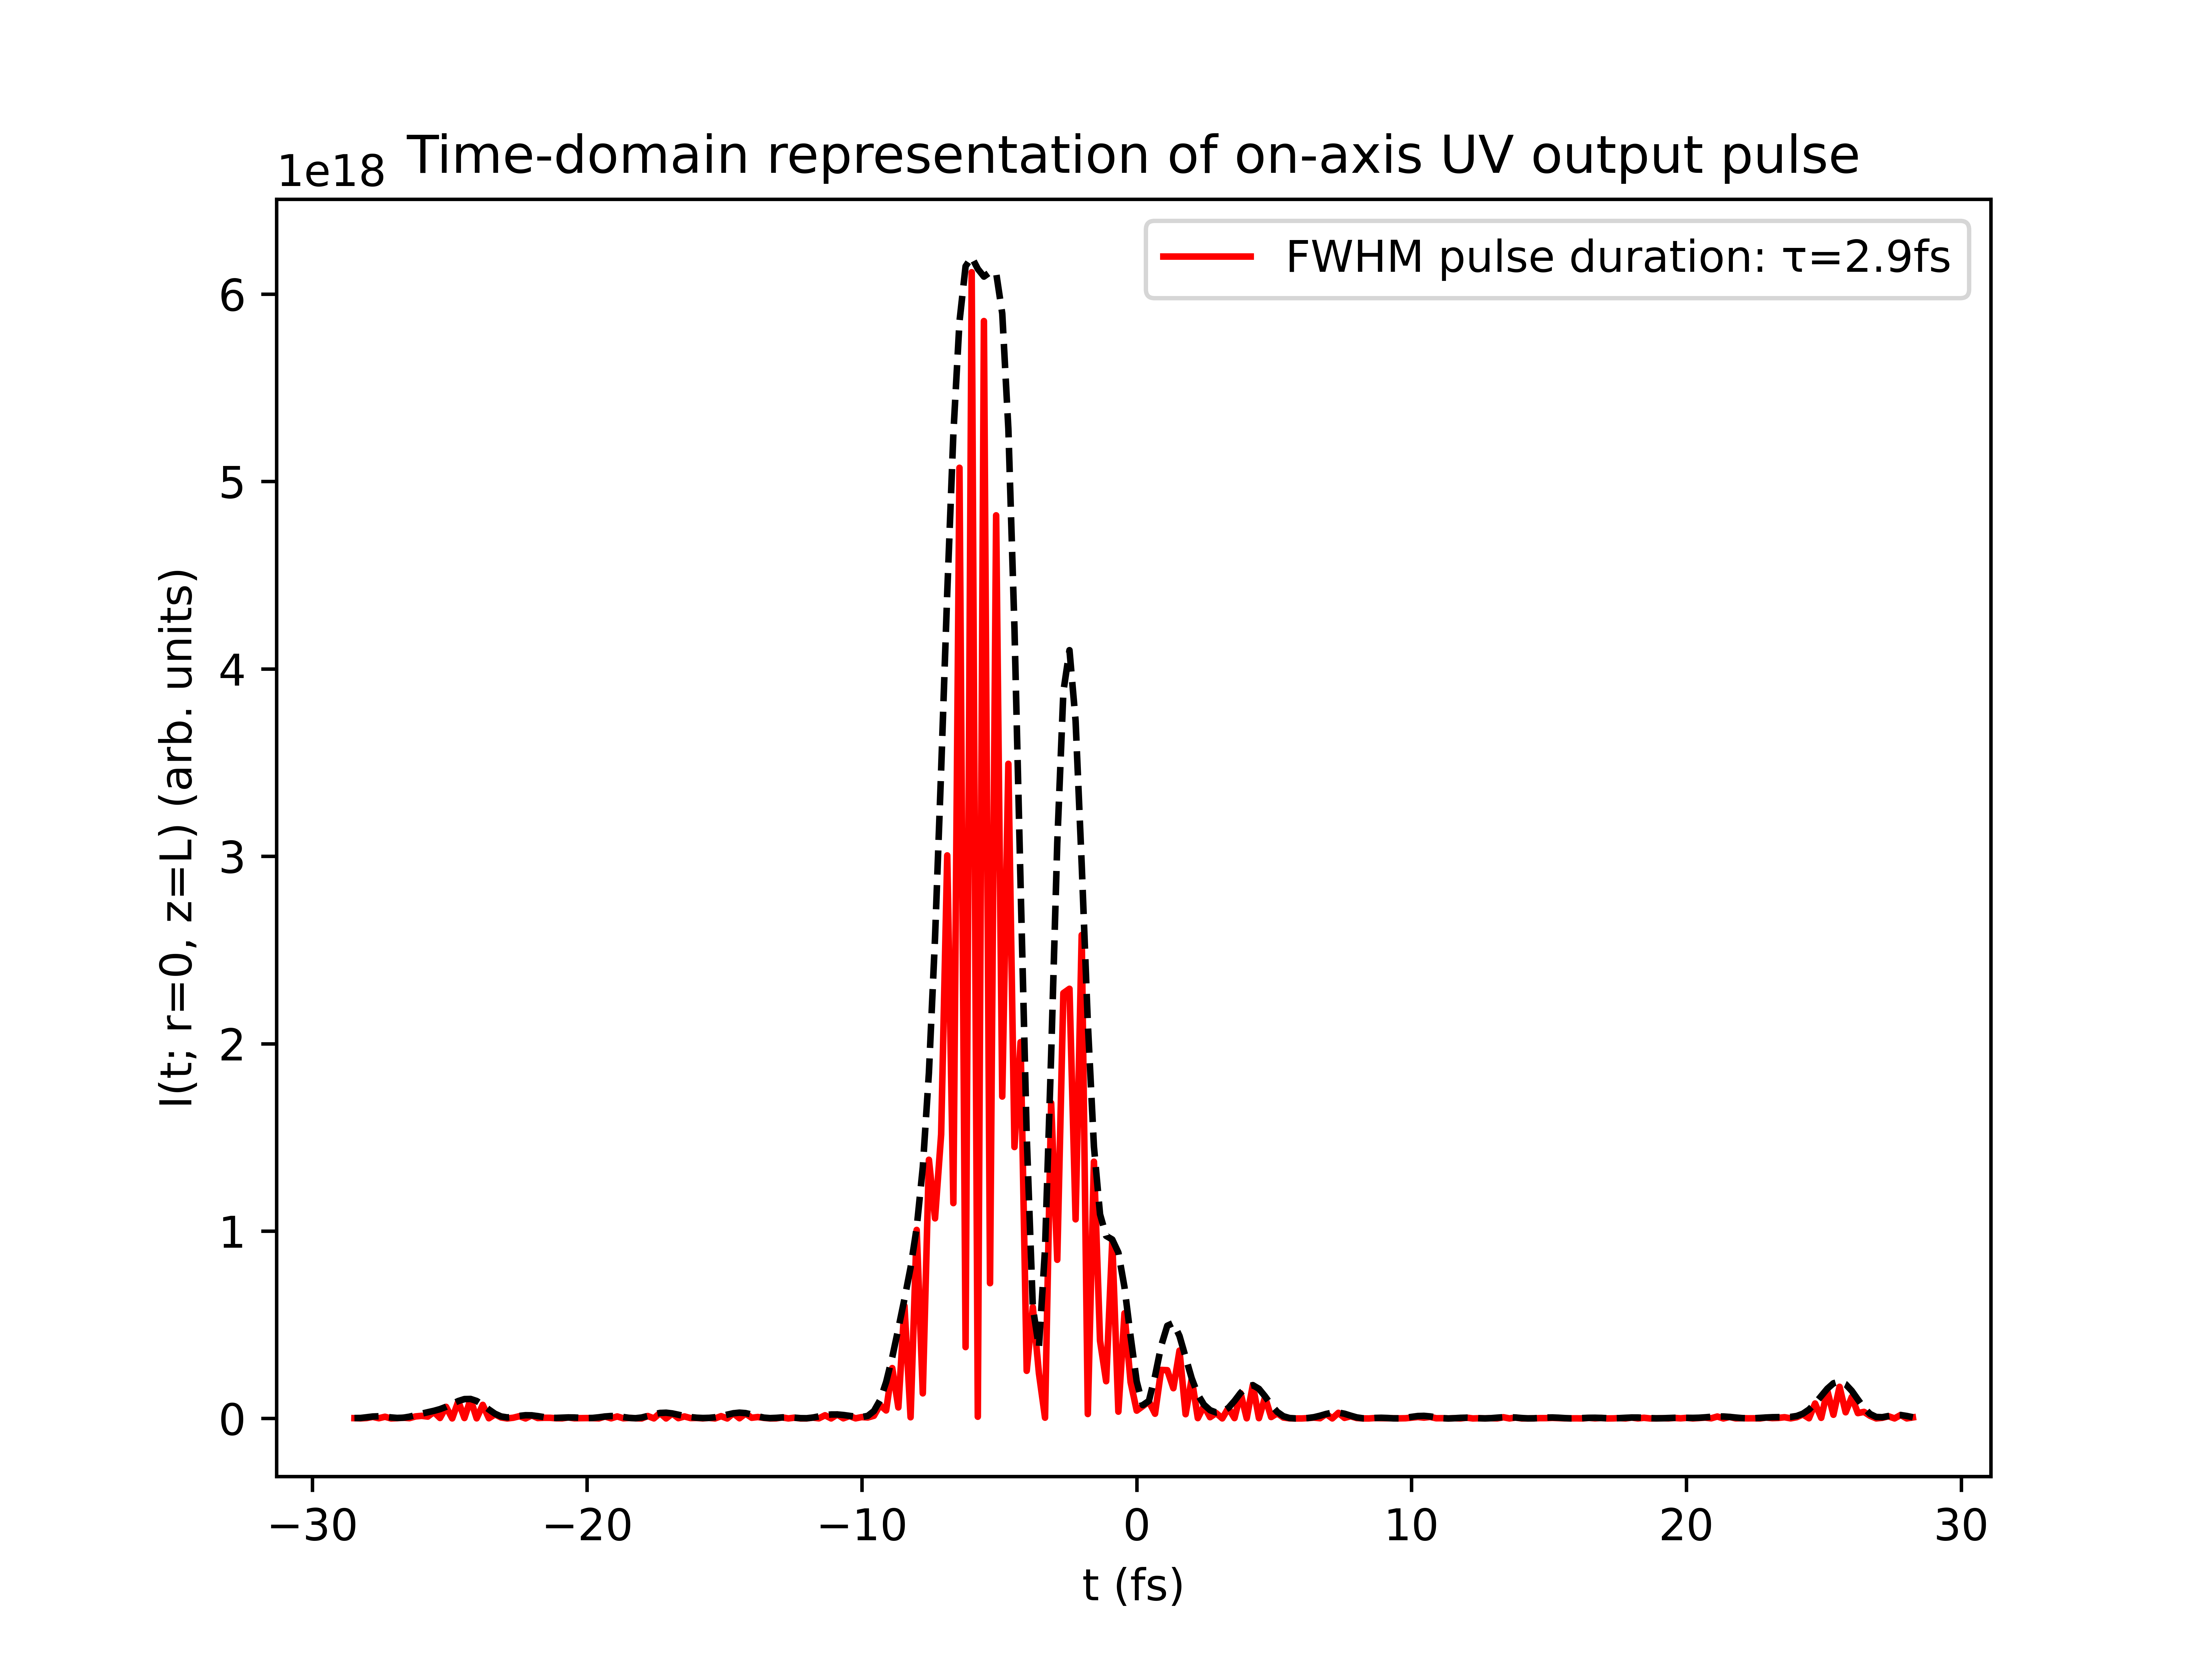 Time-domain representation of on-axis UV output pulse
1e18
FWHM pulse duration: τ=2.9fs
6
5
4
3
2
1
0
I(t; r=0, z=L) (arb. units)
−30 −20 −10 0 10 20 30
t (fs)